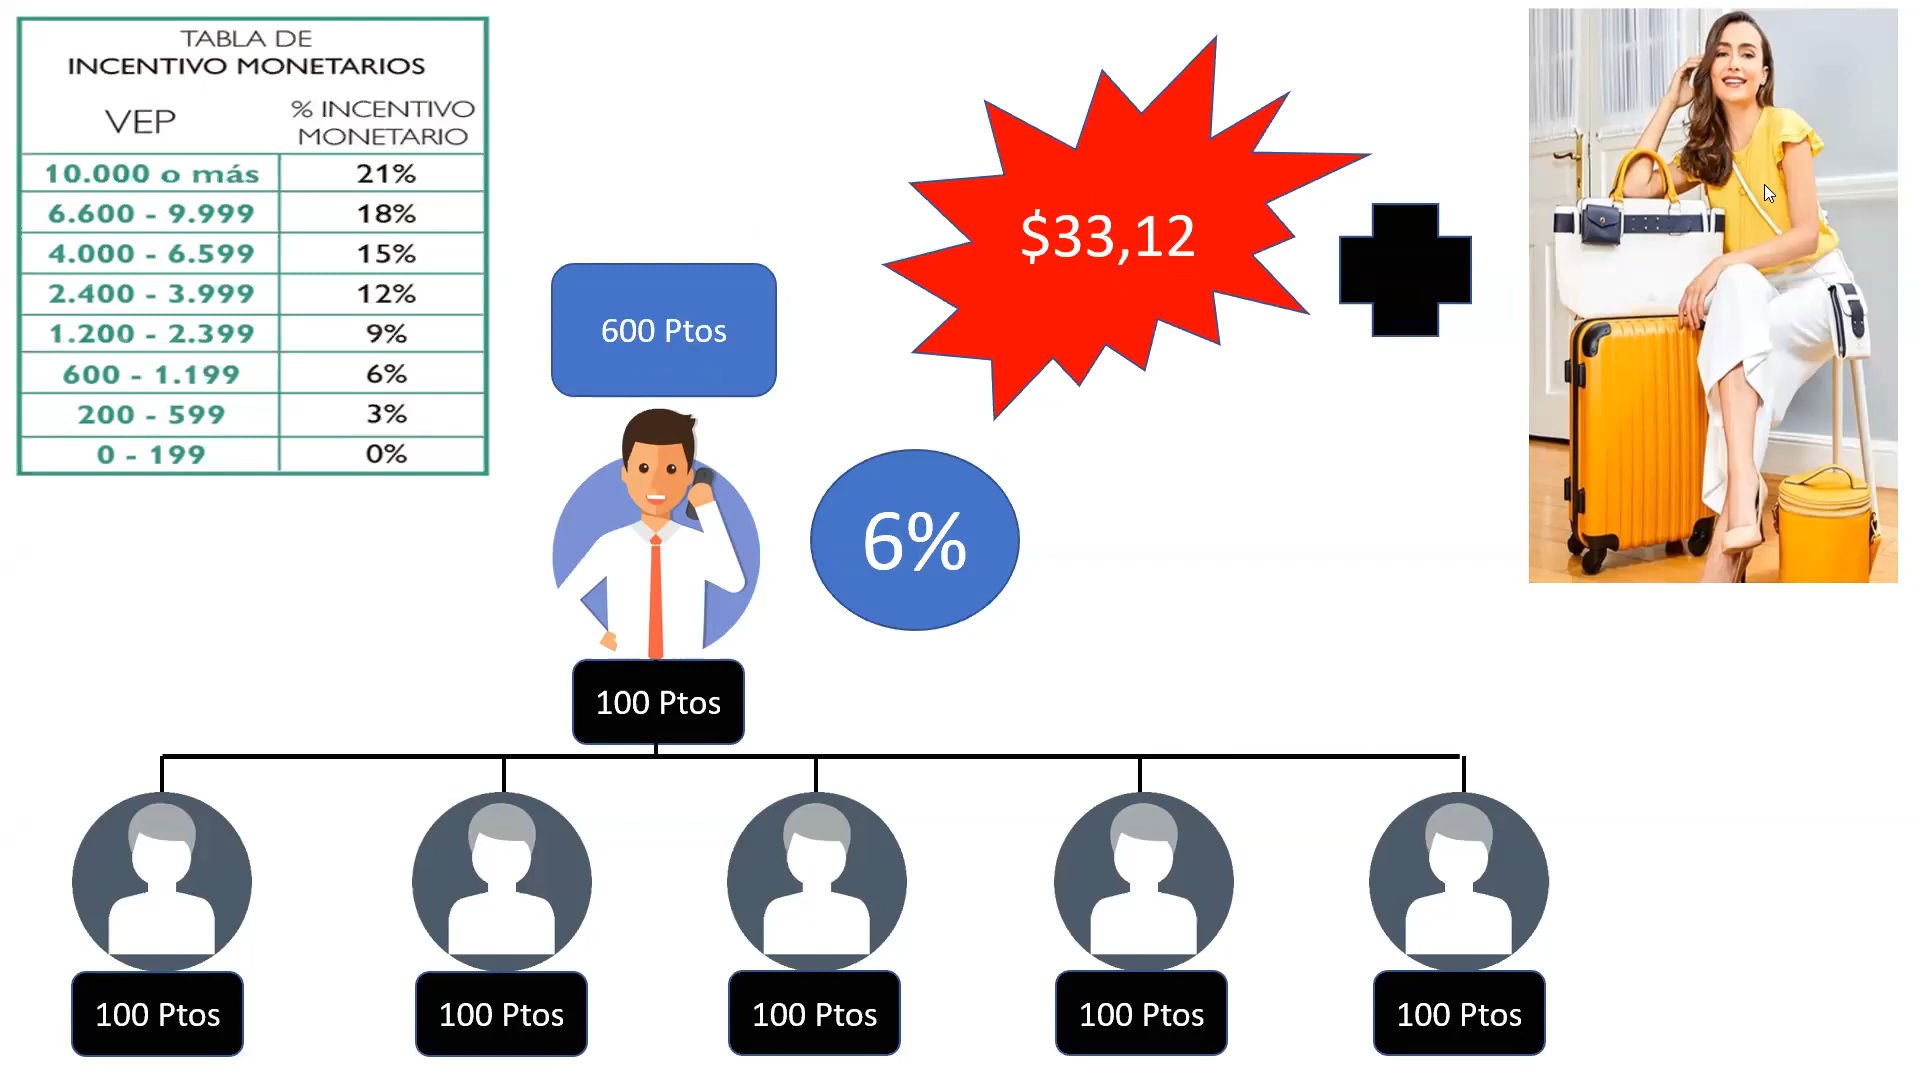 TABLA DE
INCENTIVO MONETARIOS
VEP
% INCENTIVO
MONETARIO
10.000 o más 21%
6.600 - 9.999 18%
4.000 - 6.599 15%
2.400 - 3.999 12%
1.200 - 2.399 9%
600 - 1.199 6%
200 - 599 3%
0 - 199 0%
600 Ptos
$33,12
6%
100 Ptos
100 Ptos
100 Ptos
100 Ptos
100 Ptos
100 Ptos